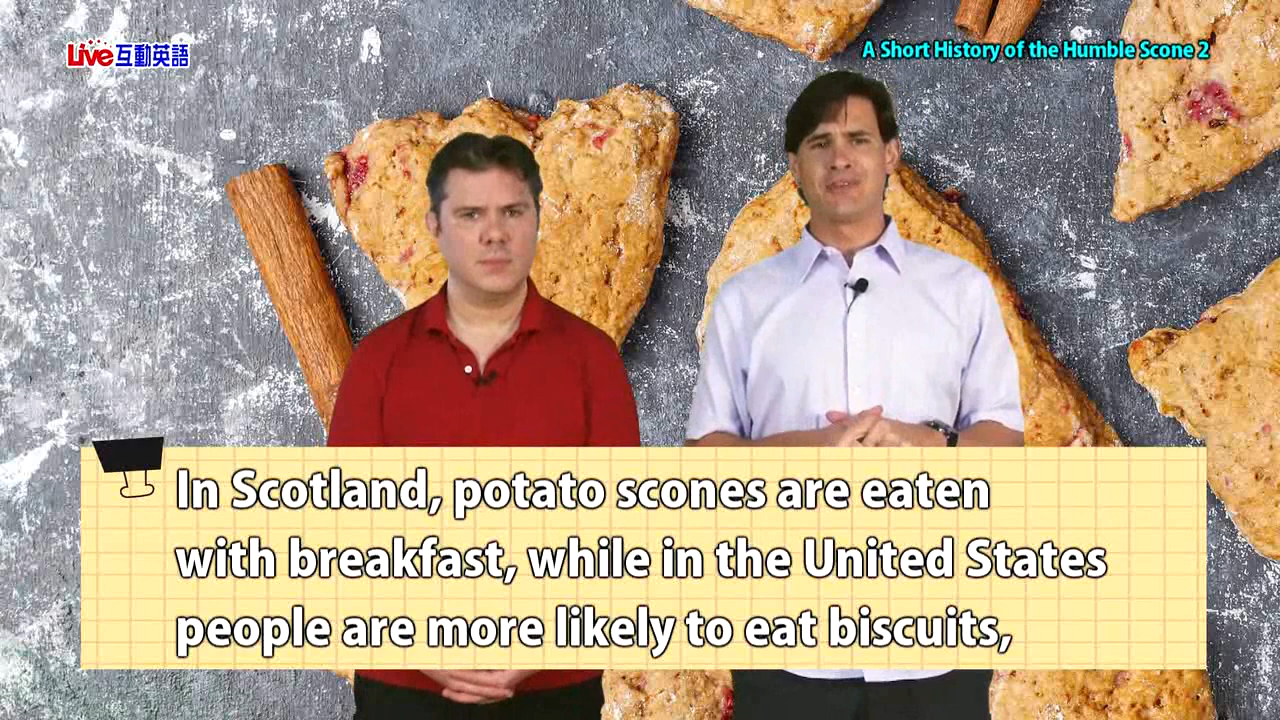 Live互動英語
A Short History of the Humble Scone 2
In Scotland, potato scones are eaten
with breakfast, while in the United States
people are more likely to eat biscuits,